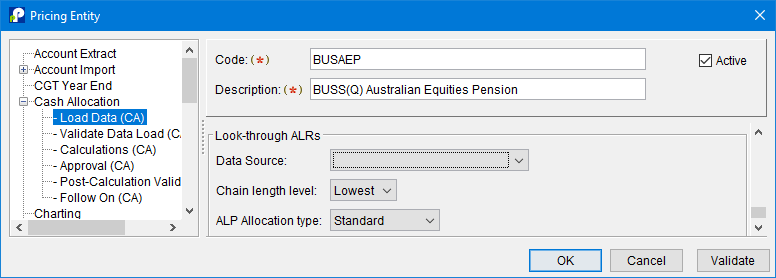 Pricing Entity
Account Extract
Account Import
CGT Year End
Cash Allocation
- Load Data (CA)
- Validate Data Load (C
- Calculations (CA)
- Approval (CA)
- Post-Calculation Valid
- Follow On (CA)
Charting
Code: (*) BUSAEP
Active
Description: (*) BUSS(Q) Australian Equities Pension
Look-through ALRs
Data Source:
Chain length level: Lowest
ALP Allocation type: Standard
OK Cancel Validate